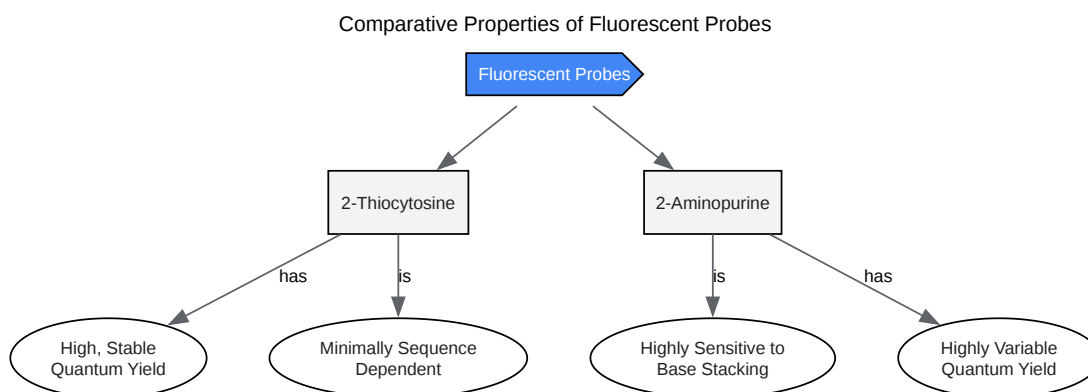 Comparative Properties of Fluorescent Probes
Fluorescent Probes
2-Thiocytosine
2-Aminopurine
has
is
is
has
High, Stable
Quantum Yield
Minimally Sequence
Dependent
Highly Sensitive to
Base Stacking
Highly Variable
Quantum Yield